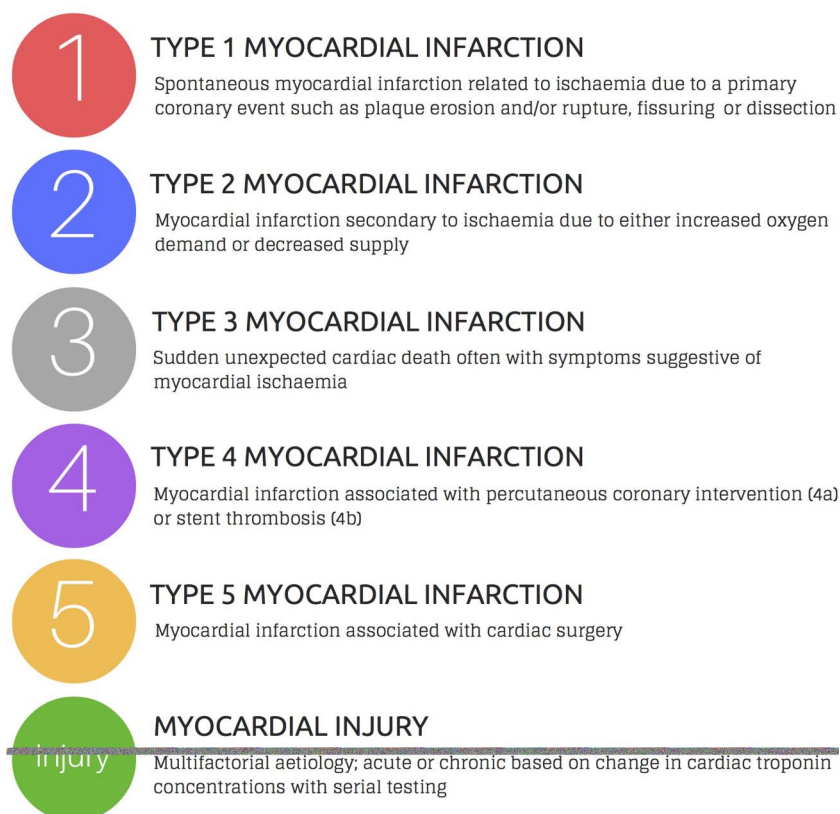 1
TYPE 1 MYOCARDIAL INFARCTION
Spontaneous myocardial infarction related to ischaemia due to a primary
coronary event such as plaque erosion and/or rupture, fissuring or dissection
2
TYPE 2 MYOCARDIAL INFARCTION
Myocardial infarction secondary to ischaemia due to either increased oxygen
demand or decreased supply
3
TYPE 3 MYOCARDIAL INFARCTION
Sudden unexpected cardiac death often with symptoms suggestive of
myocardial ischaemia
4
TYPE 4 MYOCARDIAL INFARCTION
Myocardial infarction associated with percutaneous coronary intervention (4a)
or stent thrombosis (4b)
5
TYPE 5 MYOCARDIAL INFARCTION
Myocardial infarction associated with cardiac surgery
injury
MYOCARDIAL INJURY
Multifactorial aetiology; acute or chronic based on change in cardiac troponin
concentrations with serial testing